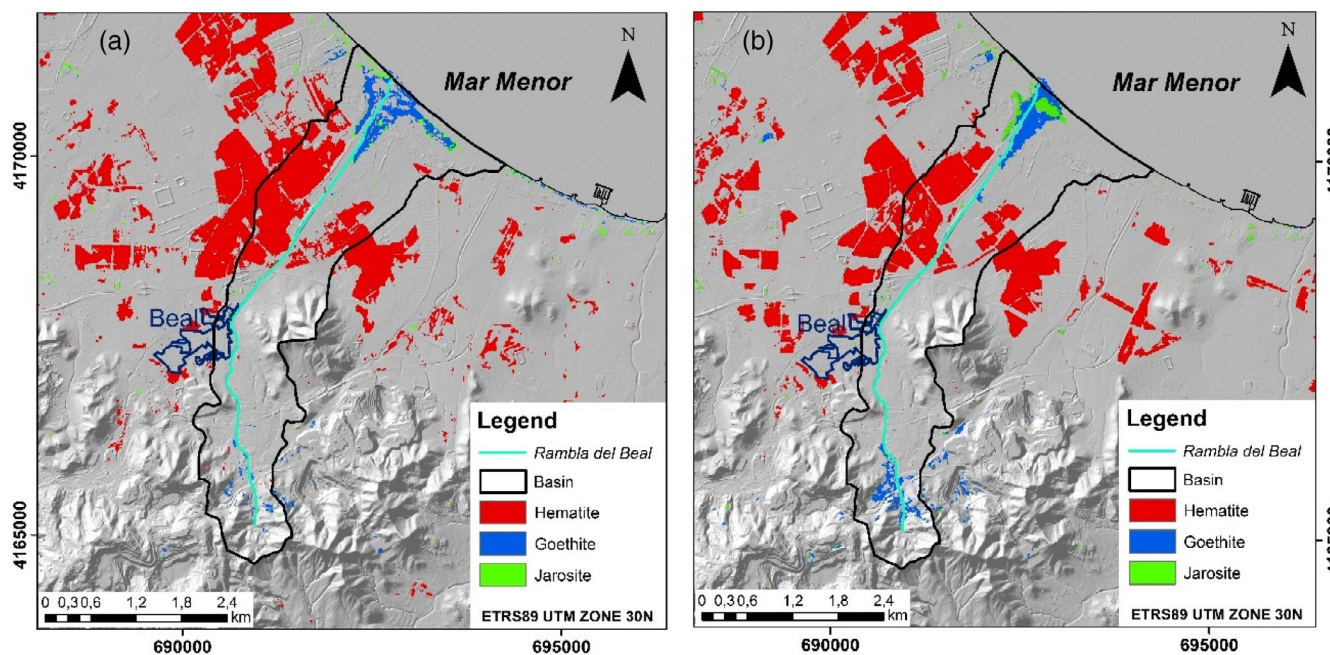 (a)
N
Mar Menor
4170000
4165000
Beal
Legend
Rambla del Beal
Basin
Hematite
Goethite
Jarosite
0 0,3 0,6 1,2 1,8 2,4
km
ETRS89 UTM ZONE 30N
690000 695000
(b)
N
Mar Menor
4170000
4165000
Beal
Legend
Rambla del Beal
Basin
Hematite
Goethite
Jarosite
0 0,3 0,6 1,2 1,8 2,4
km
ETRS89 UTM ZONE 30N
690000 695000